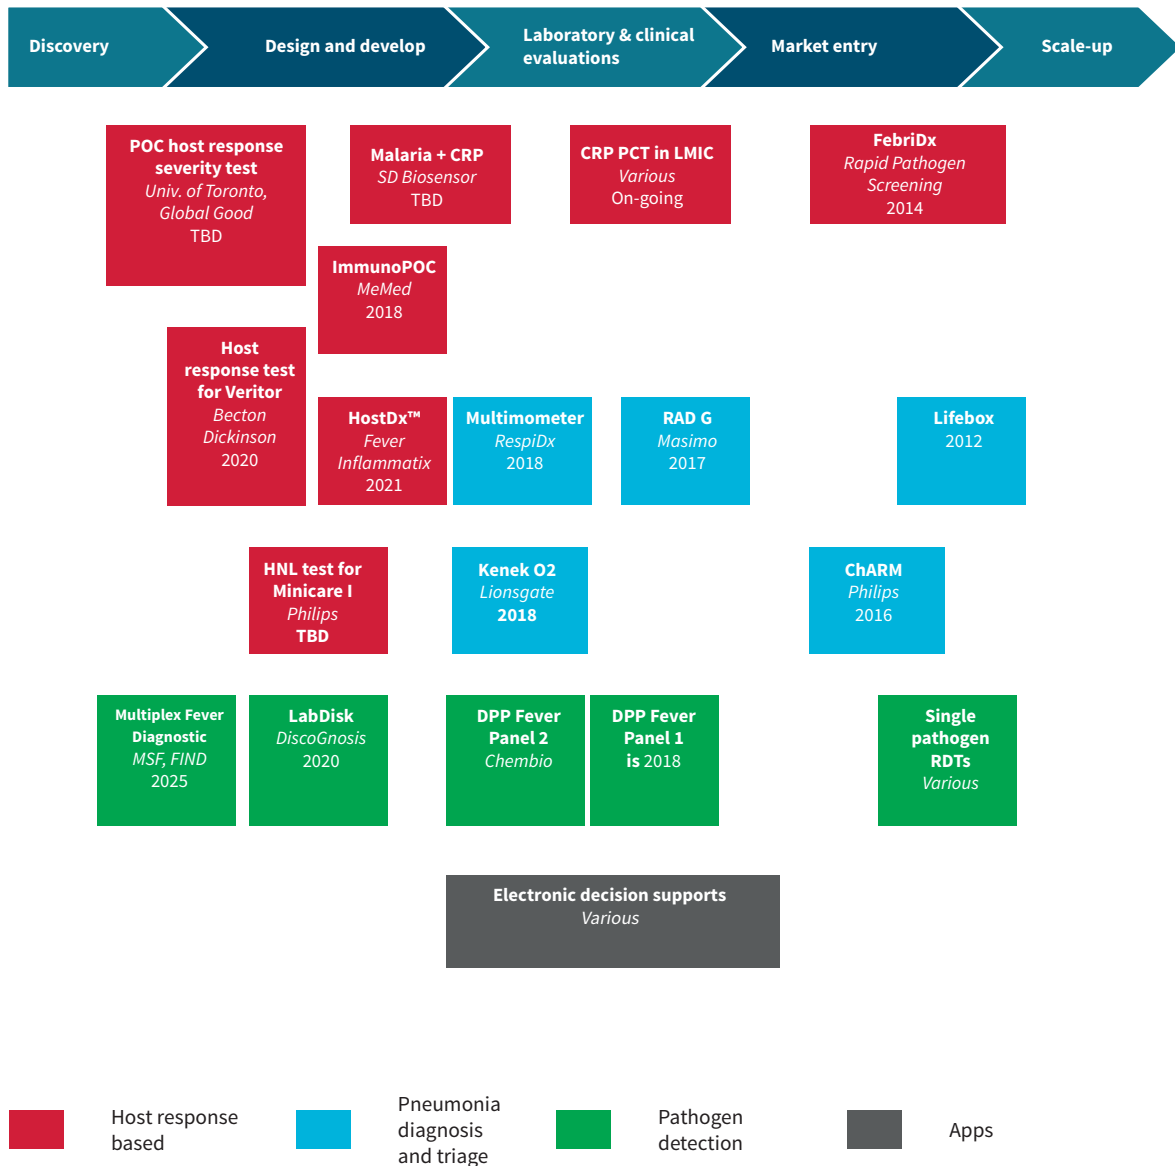 Discovery
Design and develop
Laboratory & clinical
evaluations
Market entry
Scale-up
POC host response
severity test
Univ. of Toronto,
Global Good
TBD
Malaria + CRP
SD Biosensor
TBD
CRP PCT in LMIC
Various
On-going
FebriDx
Rapid Pathogen
Screening
2014
ImmunoPOC
MeMed
2018
Host
response test
for Veritor
Becton
Dickinson
2020
HostDx™
Fever
Inflammatix
2021
Multimometer
RespiDx
2018
RAD G
Masimo
2017
Lifebox
2012
HNL test for
Minicare I
Philips
TBD
Kenek O2
Lionsgate
2018
ChARM
Philips
2016
Multiplex Fever
Diagnostic
MSF, FIND
2025
LabDisk
DiscoGnosis
2020
DPP Fever
Panel 2
Chembio
DPP Fever
Panel 1
is 2018
Single
pathogen
RDTs
Various
Electronic decision supports
Various
Host response
based
Pneumonia
diagnosis
and triage
Pathogen
detection
Apps